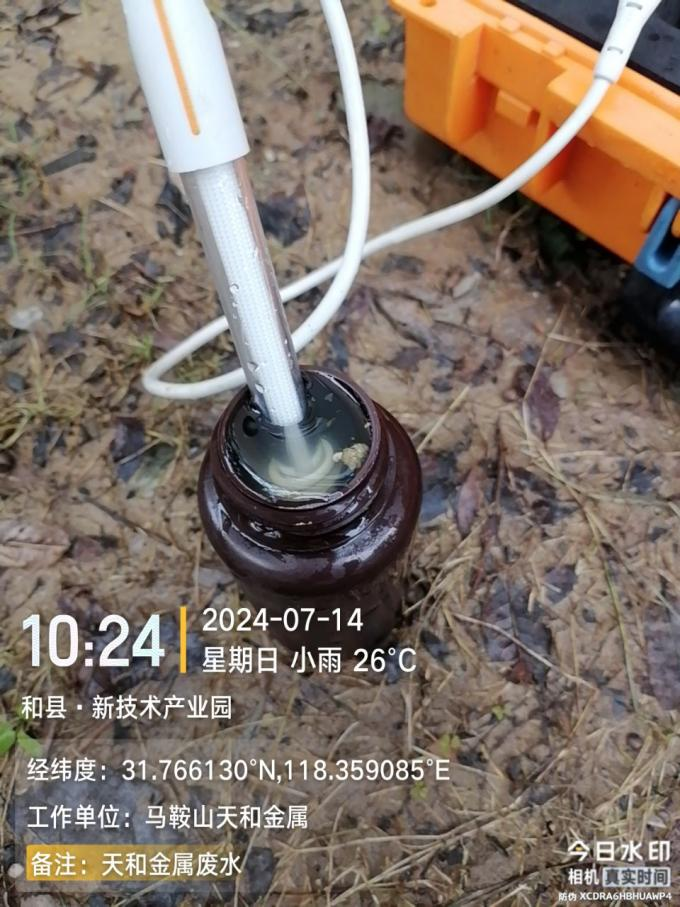 10:24
2024-07-14
星期日 小雨 26°C
和县·新技术产业园
经纬度：31.766130°N,118.359085°E
工作单位：马鞍山天和金属
备注：天和金属废水
今日水印
相机 真实时间
防伪 XCDRA6HBHUAWP4